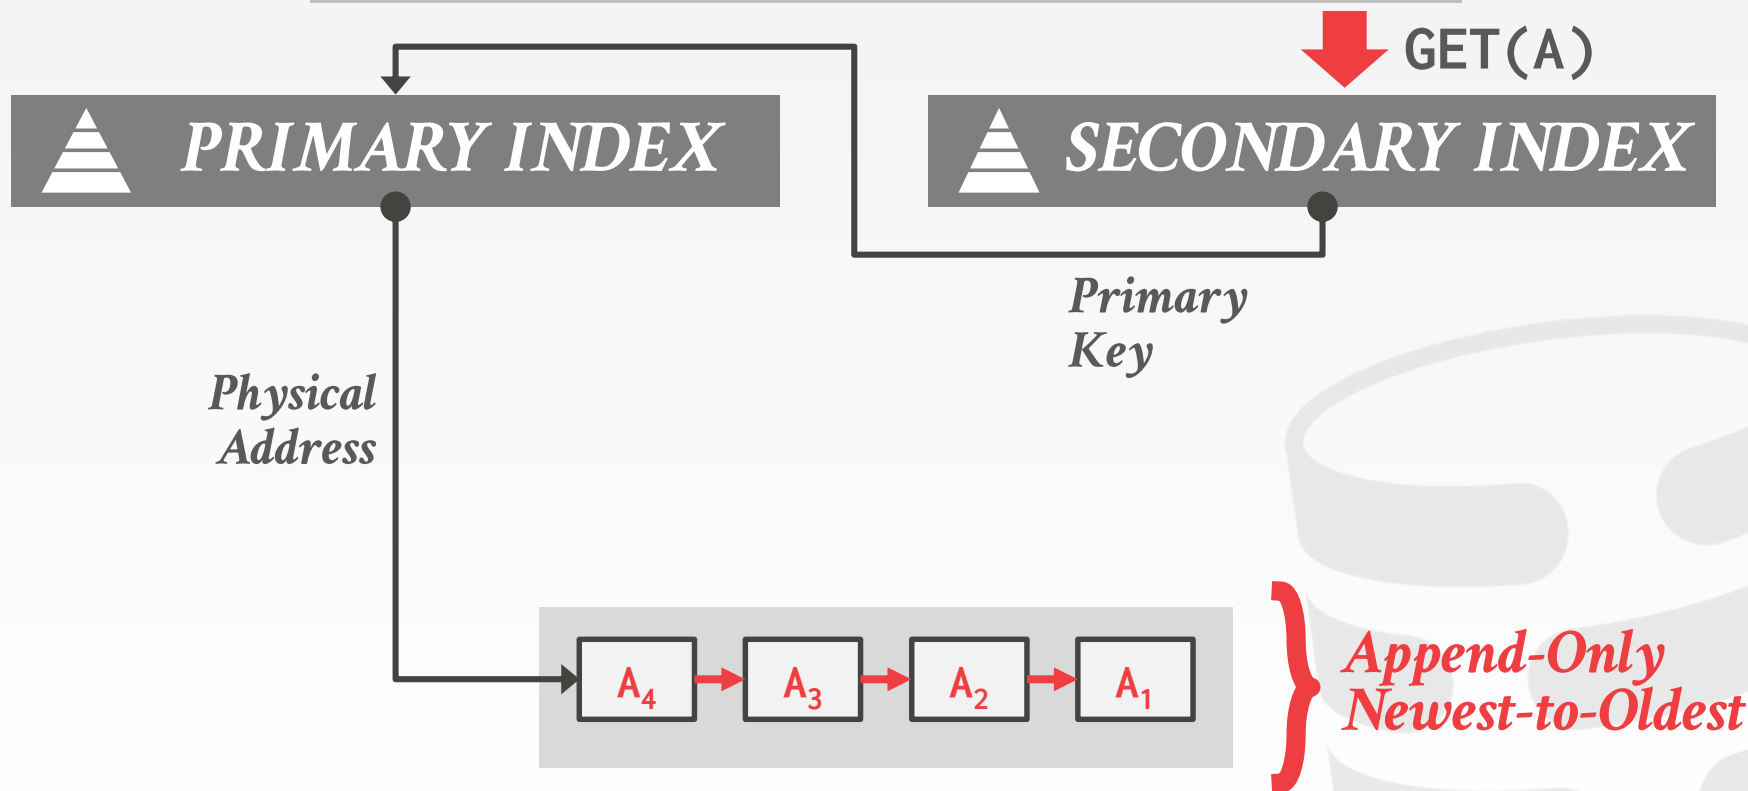 GET(A)
PRIMARY INDEX
SECONDARY INDEX
Primary
Key
Physical
Address
A4
A3
A2
A1
Append-Only
Newest-to-Oldest